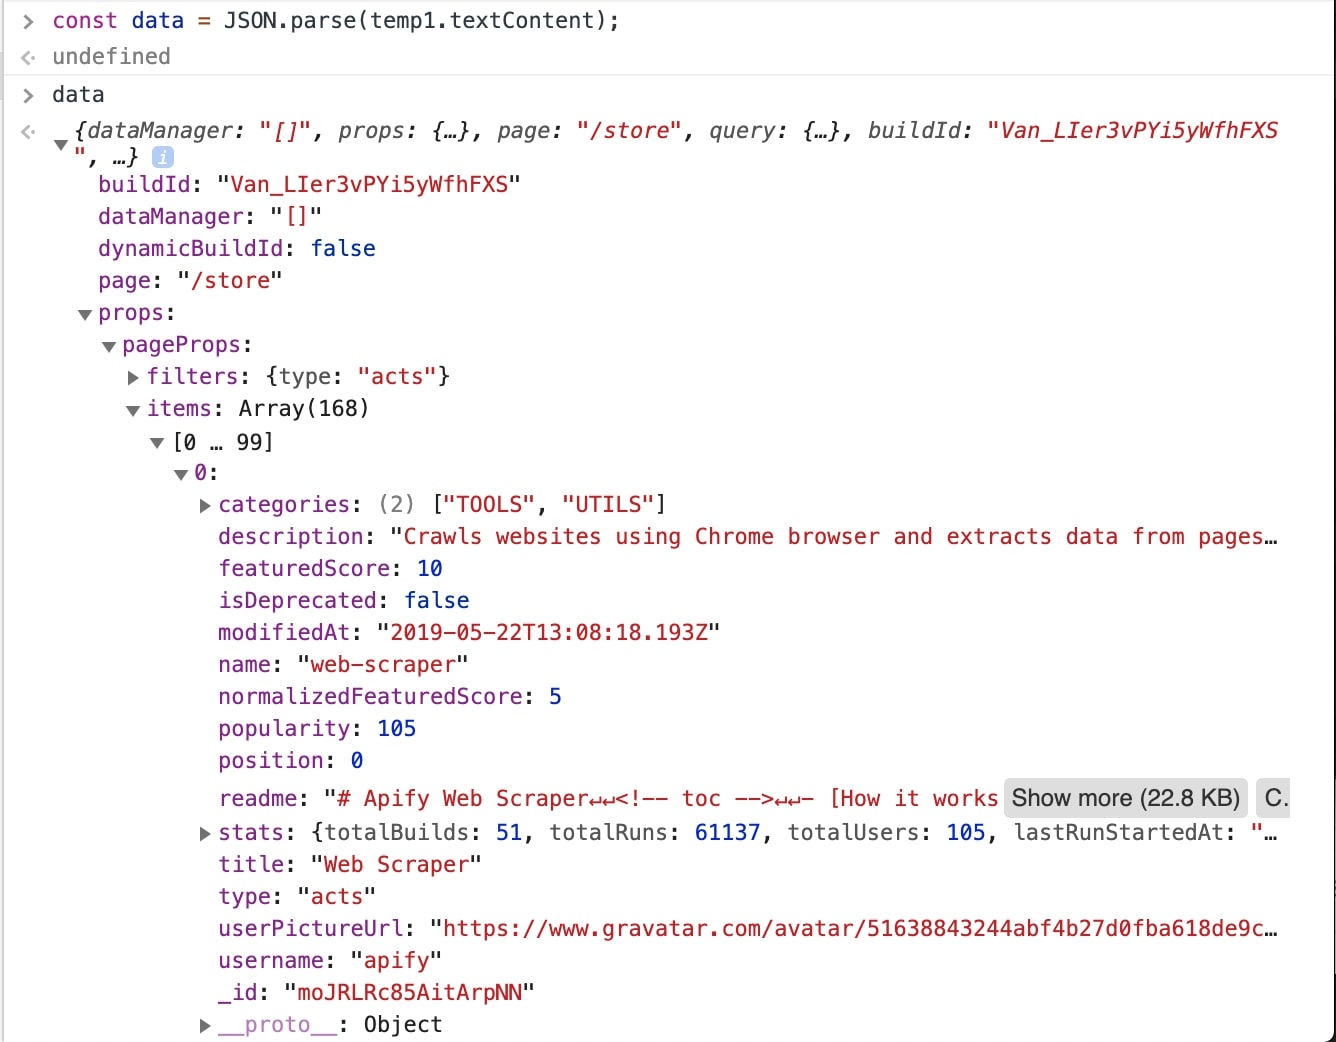 > const data = JSON.parse(temp1.textContent);
undefined
> data
{dataManager: "[]", props: {…}, page: "/store", query: {…}, buildId: "Van_LIer3vPYi5yWfhFXS
", …} i
buildId: "Van_LIer3vPYi5yWfhFXS"
dataManager: "[]"
dynamicBuildId: false
page: "/store"
props:
pageProps:
filters: {type: "acts"}
items: Array(168)
[0 … 99]
0:
categories: (2) ["TOOLS", "UTILS"]
description: "Crawls websites using Chrome browser and extracts data from pages…
featuredScore: 10
isDeprecated: false
modifiedAt: "2019-05-22T13:08:18.193Z"
name: "web-scraper"
normalizedFeaturedScore: 5
popularity: 105
position: 0
readme: "# Apify Web Scraper↵↵<!-- toc -->↵↵- [How it works Show more (22.8 KB) C.
stats: {totalBuilds: 51, totalRuns: 61137, totalUsers: 105, lastRunStartedAt: "…
title: "Web Scraper"
type: "acts"
userPictureUrl: "https://www.gravatar.com/avatar/51638843244abf4b27d0fba618de9c…
username: "apify"
_id: "moJRLRc85AitArpNN"
__proto__: Object